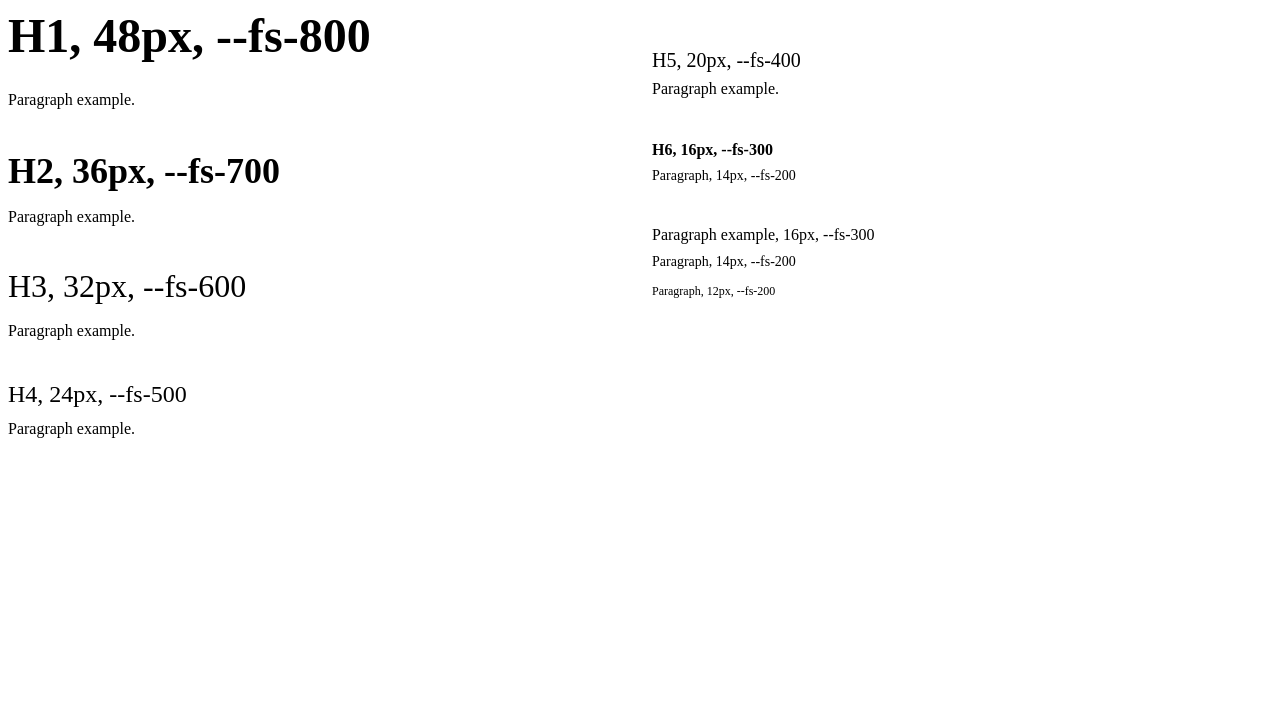 H1, 48px, --fs-800
Paragraph example.
H2, 36px, --fs-700
Paragraph example.
H3, 32px, --fs-600
Paragraph example.
H4, 24px, --fs-500
Paragraph example.
H5, 20px, --fs-400
Paragraph example.
H6, 16px, --fs-300
Paragraph, 14px, --fs-200
Paragraph example, 16px, --fs-300
Paragraph, 14px, --fs-200
Paragraph, 12px, --fs-200